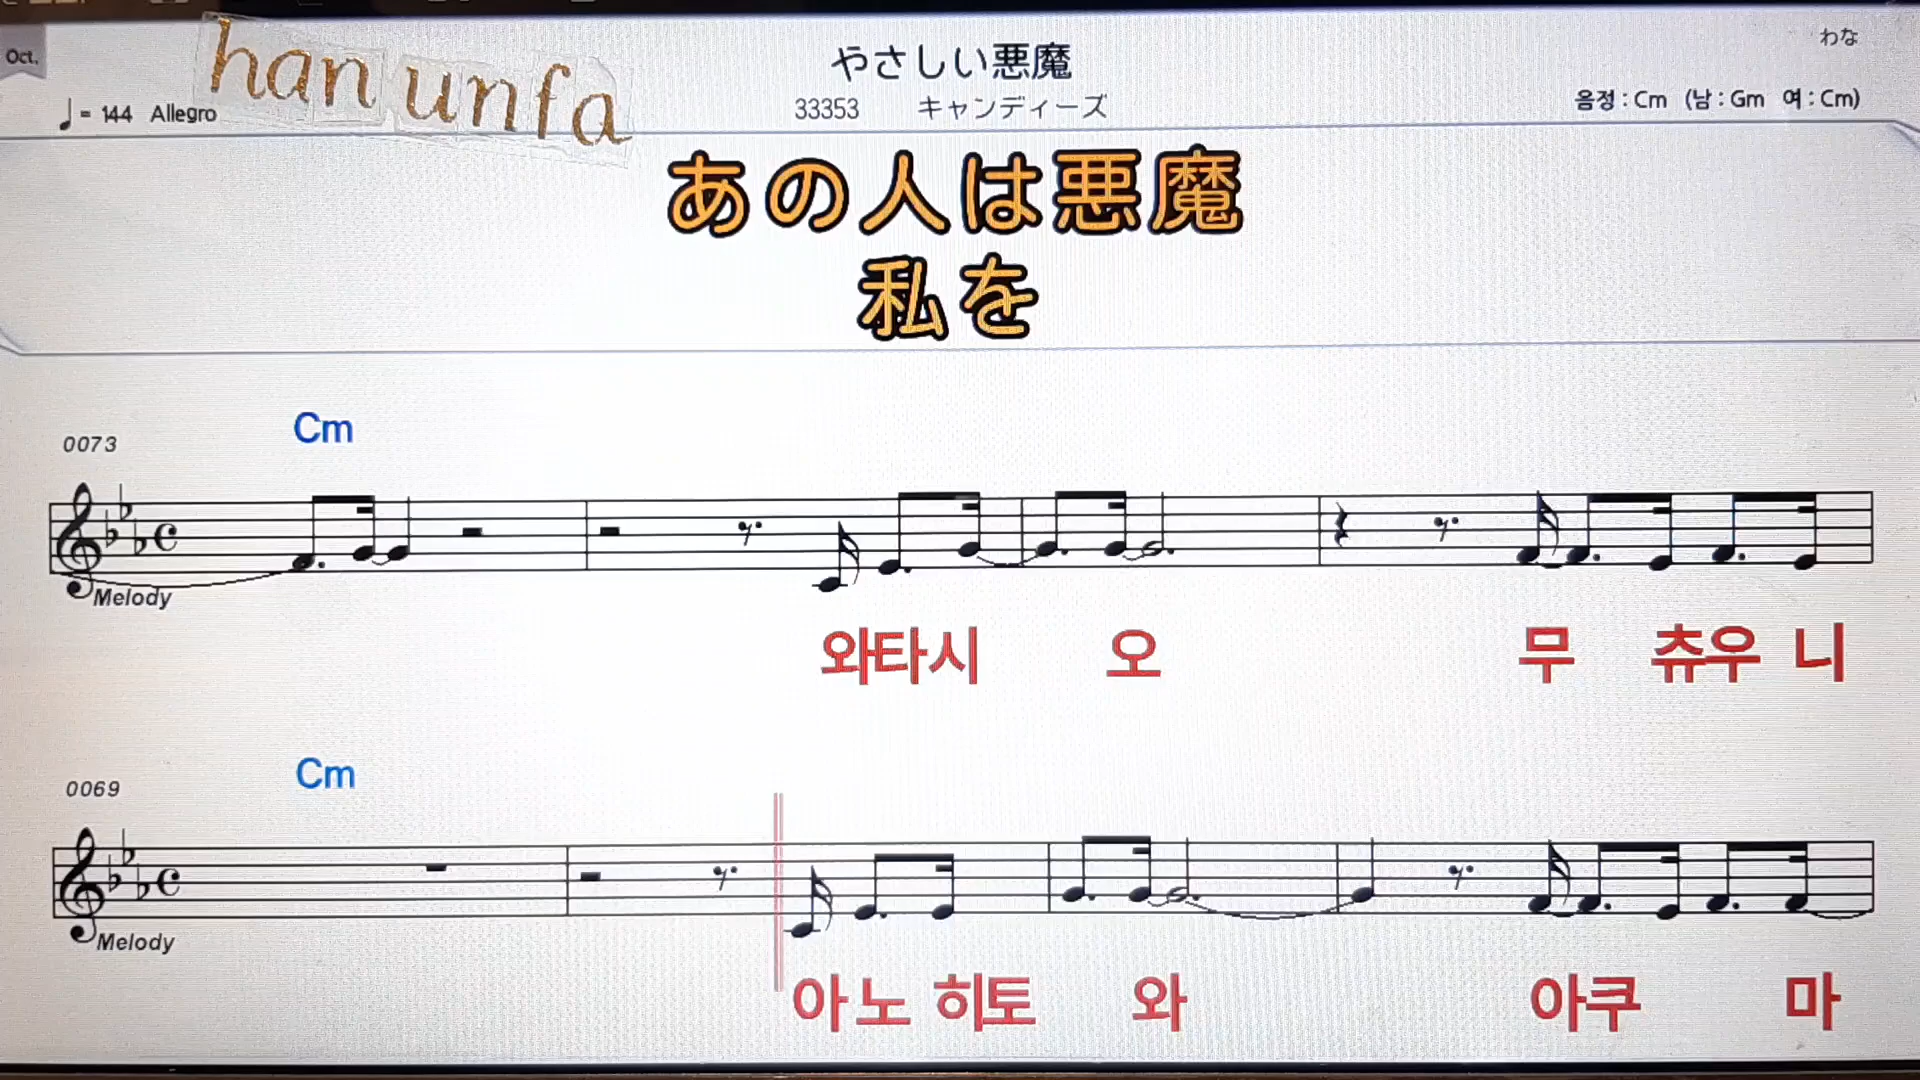 Oct.
han unfa
やさしい悪魔
わな
♩= 144 Allegro
33353 キャンディーズ
음정 : Cm (남 : Gm 여 : Cm)
あの人は悪魔
私を
Cm
0073
Melody
와타시 오 무 츄우 니
Cm
0069
Melody
아노 히토 와 아쿠 마